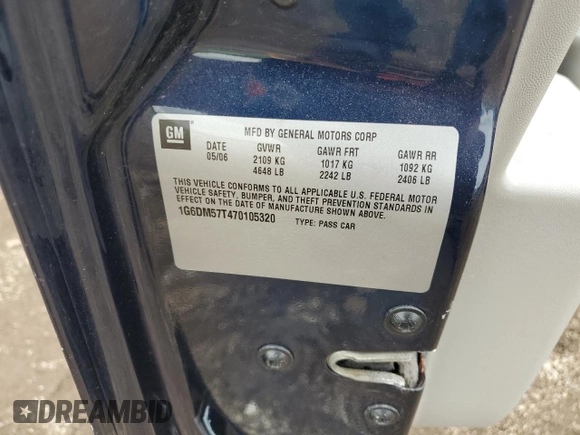 GM
MFD BY GENERAL MOTORS CORP
DATE GVWR GAWR FRT GAWR RR
05/06 2109 KG 1017 KG 1092 KG
4648 LB 2242 LB 2406 LB
THIS VEHICLE CONFORMS TO ALL APPLICABLE U.S. FEDERAL MOTOR
VEHICLE SAFETY, BUMPER, AND THEFT PREVENTION STANDARDS IN
EFFECT ON THE DATE OF MANUFACTURE SHOWN ABOVE.
1G6DM57T470105320 TYPE: PASS CAR
DREAMBID